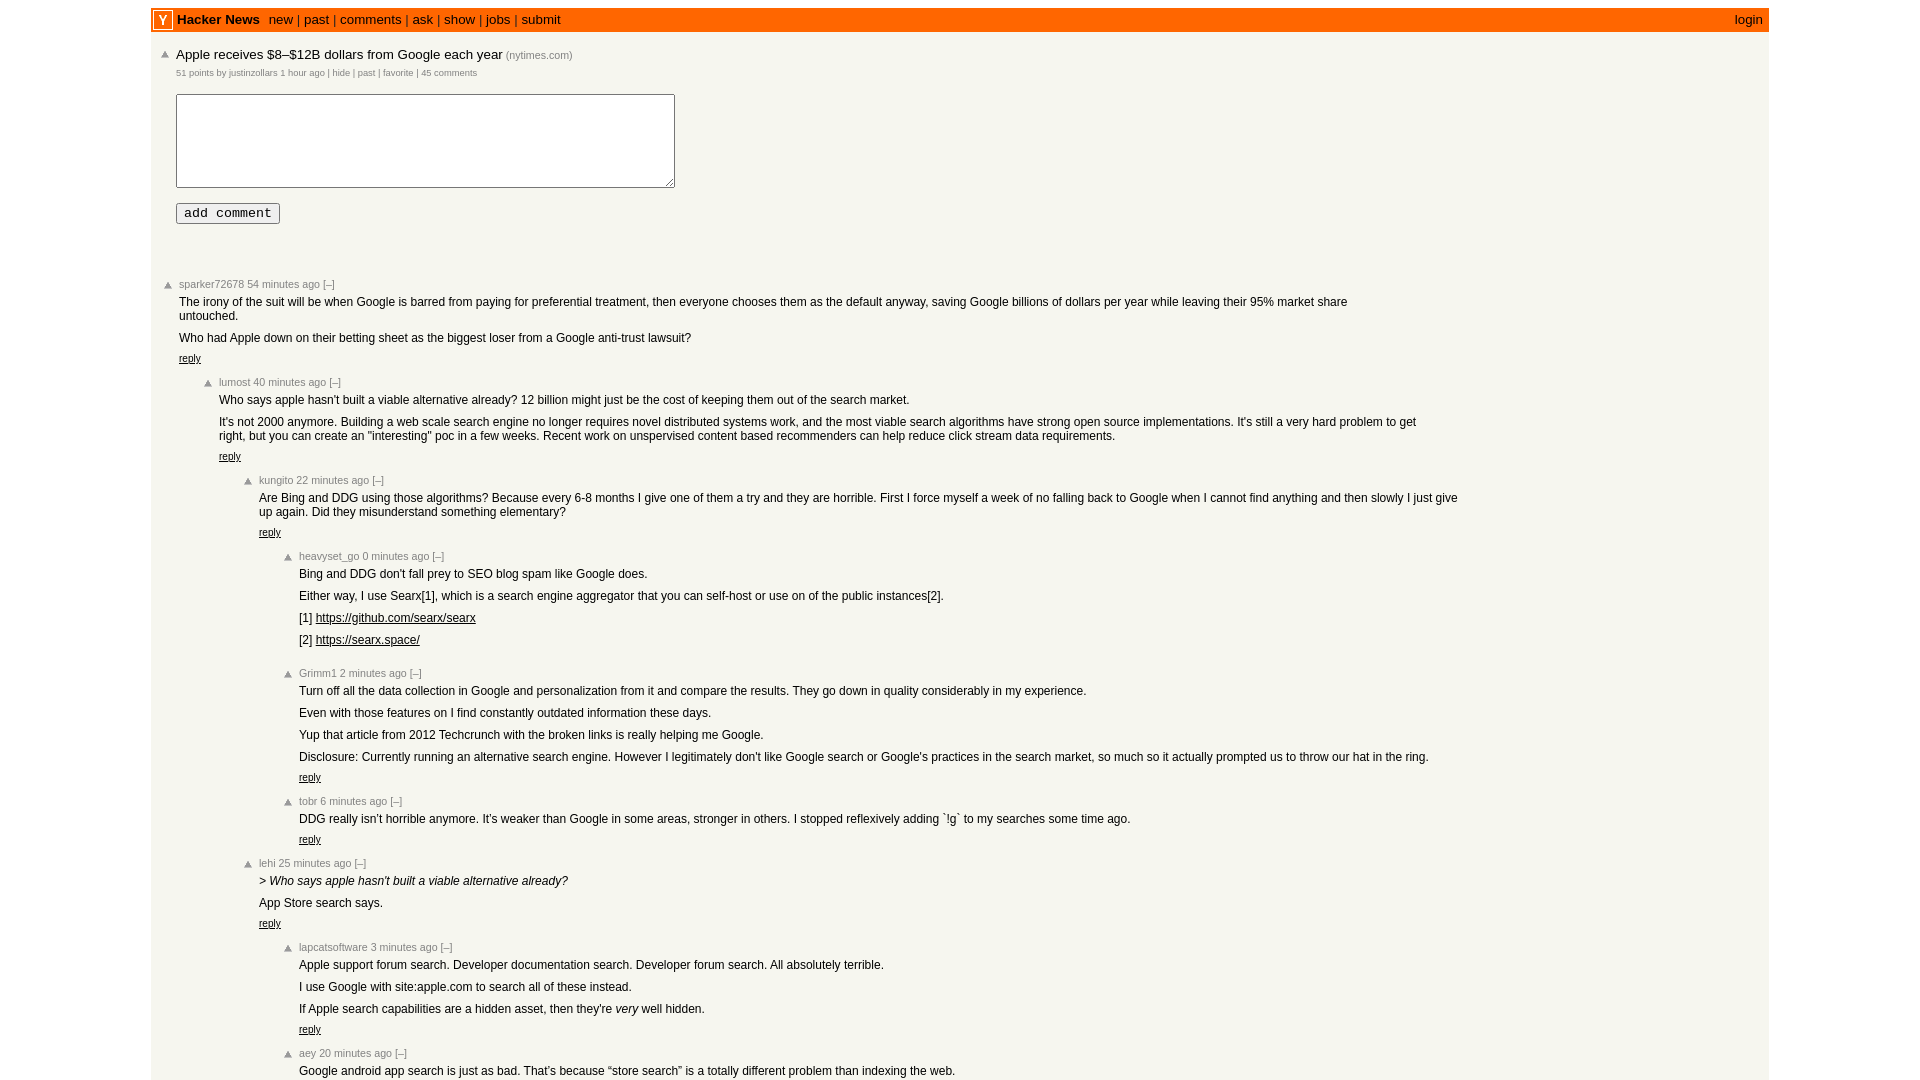 Y Hacker News new | past | comments | ask | show | jobs | submit login
Apple receives $8–$12B dollars from Google each year (nytimes.com)
51 points by justinzollars 1 hour ago | hide | past | favorite | 45 comments
add comment
sparker72678 54 minutes ago [–]
The irony of the suit will be when Google is barred from paying for preferential treatment, then everyone chooses them as the default anyway, saving Google billions of dollars per year while leaving their 95% market share
untouched.
Who had Apple down on their betting sheet as the biggest loser from a Google anti-trust lawsuit?
reply
lumost 40 minutes ago [–]
Who says apple hasn't built a viable alternative already? 12 billion might just be the cost of keeping them out of the search market.
It's not 2000 anymore. Building a web scale search engine no longer requires novel distributed systems work, and the most viable search algorithms have strong open source implementations. It's still a very hard problem to get
right, but you can create an "interesting" poc in a few weeks. Recent work on unspervised content based recommenders can help reduce click stream data requirements.
reply
kungito 22 minutes ago [–]
Are Bing and DDG using those algorithms? Because every 6-8 months I give one of them a try and they are horrible. First I force myself a week of no falling back to Google when I cannot find anything and then slowly I just give
up again. Did they misunderstand something elementary?
reply
heavyset_go 0 minutes ago [–]
Bing and DDG don't fall prey to SEO blog spam like Google does.
Either way, I use Searx[1], which is a search engine aggregator that you can self-host or use on of the public instances[2].
[1] https://github.com/searx/searx
[2] https://searx.space/
Grimm1 2 minutes ago [–]
Turn off all the data collection in Google and personalization from it and compare the results. They go down in quality considerably in my experience.
Even with those features on I find constantly outdated information these days.
Yup that article from 2012 Techcrunch with the broken links is really helping me Google.
Disclosure: Currently running an alternative search engine. However I legitimately don't like Google search or Google's practices in the search market, so much so it actually prompted us to throw our hat in the ring.
reply
tobr 6 minutes ago [–]
DDG really isn’t horrible anymore. It’s weaker than Google in some areas, stronger in others. I stopped reflexively adding `!g` to my searches some time ago.
reply
lehi 25 minutes ago [–]
> Who says apple hasn't built a viable alternative already?
App Store search says.
reply
lapcatsoftware 3 minutes ago [–]
Apple support forum search. Developer documentation search. Developer forum search. All absolutely terrible.
I use Google with site:apple.com to search all of these instead.
If Apple search capabilities are a hidden asset, then they're very well hidden.
reply
aey 20 minutes ago [–]
Google android app search is just as bad. That’s because “store search” is a totally different problem than indexing the web.